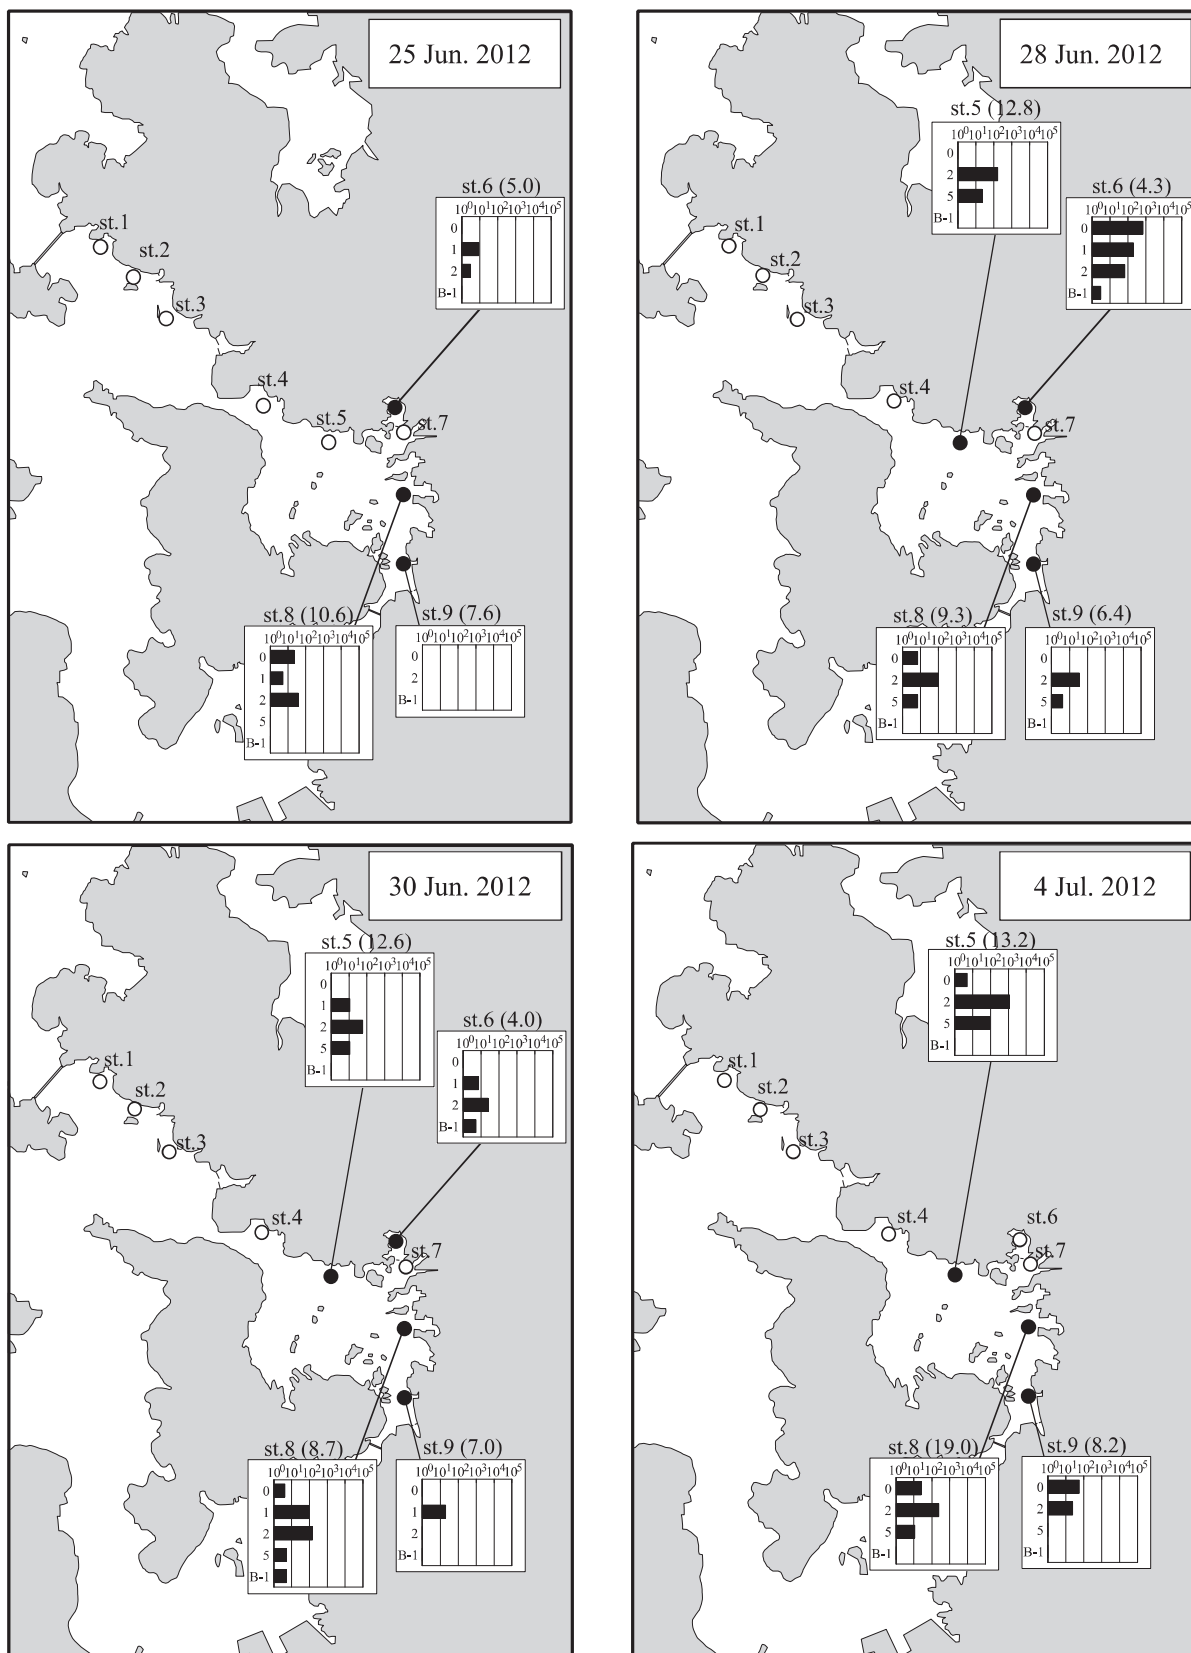 25 Jun. 2012
st.6 (5.0)
10⁰10¹10²10³10⁴10⁵
0
1
2
B-1
st.1
st.2
st.3
st.4
st.5
st.7
st.8 (10.6)
10⁰10¹10²10³10⁴10⁵
0
1
2
5
B-1
st.9 (7.6)
10⁰10¹10²10³10⁴10⁵
0
2
B-1
28 Jun. 2012
st.5 (12.8)
10⁰10¹10²10³10⁴10⁵
0
2
5
B-1
st.6 (4.3)
10⁰10¹10²10³10⁴10⁵
0
1
2
B-1
st.1
st.2
st.3
st.4
st.7
st.8 (9.3)
10⁰10¹10²10³10⁴10⁵
0
2
5
B-1
st.9 (6.4)
10⁰10¹10²10³10⁴10⁵
0
2
5
B-1
30 Jun. 2012
st.5 (12.6)
10⁰10¹10²10³10⁴10⁵
0
1
2
5
B-1
st.6 (4.0)
10⁰10¹10²10³10⁴10⁵
0
1
2
B-1
st.1
st.2
st.3
st.4
st.7
st.8 (8.7)
10⁰10¹10²10³10⁴10⁵
0
1
2
5
B-1
st.9 (7.0)
10⁰10¹10²10³10⁴10⁵
0
1
2
B-1
4 Jul. 2012
st.5 (13.2)
10⁰10¹10²10³10⁴10⁵
0
2
5
B-1
st.1
st.2
st.3
st.4
st.6
st.7
st.8 (19.0)
10⁰10¹10²10³10⁴10⁵
0
2
5
B-1
st.9 (8.2)
10⁰10¹10²10³10⁴10⁵
0
2
5
B-1